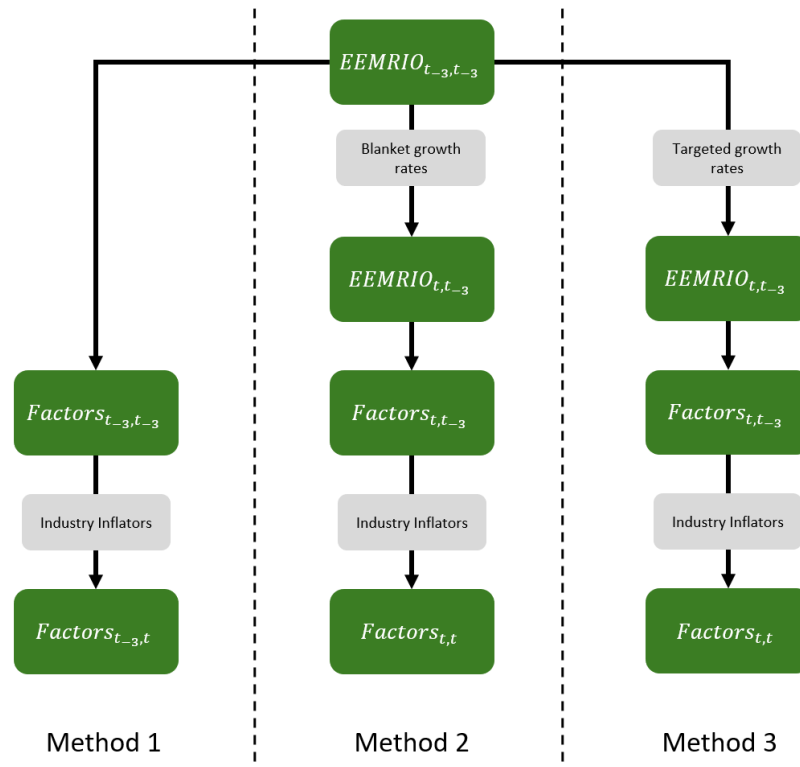 EEMRIO_{t−3,t−3}
Blanket growth
rates
Targeted growth
rates
EEMRIO_{t,t−3}
EEMRIO_{t,t−3}
Factors_{t−3,t−3}
Factors_{t,t−3}
Factors_{t,t−3}
Industry Inflators
Industry Inflators
Industry Inflators
Factors_{t−3,t}
Factors_{t,t}
Factors_{t,t}
Method 1
Method 2
Method 3